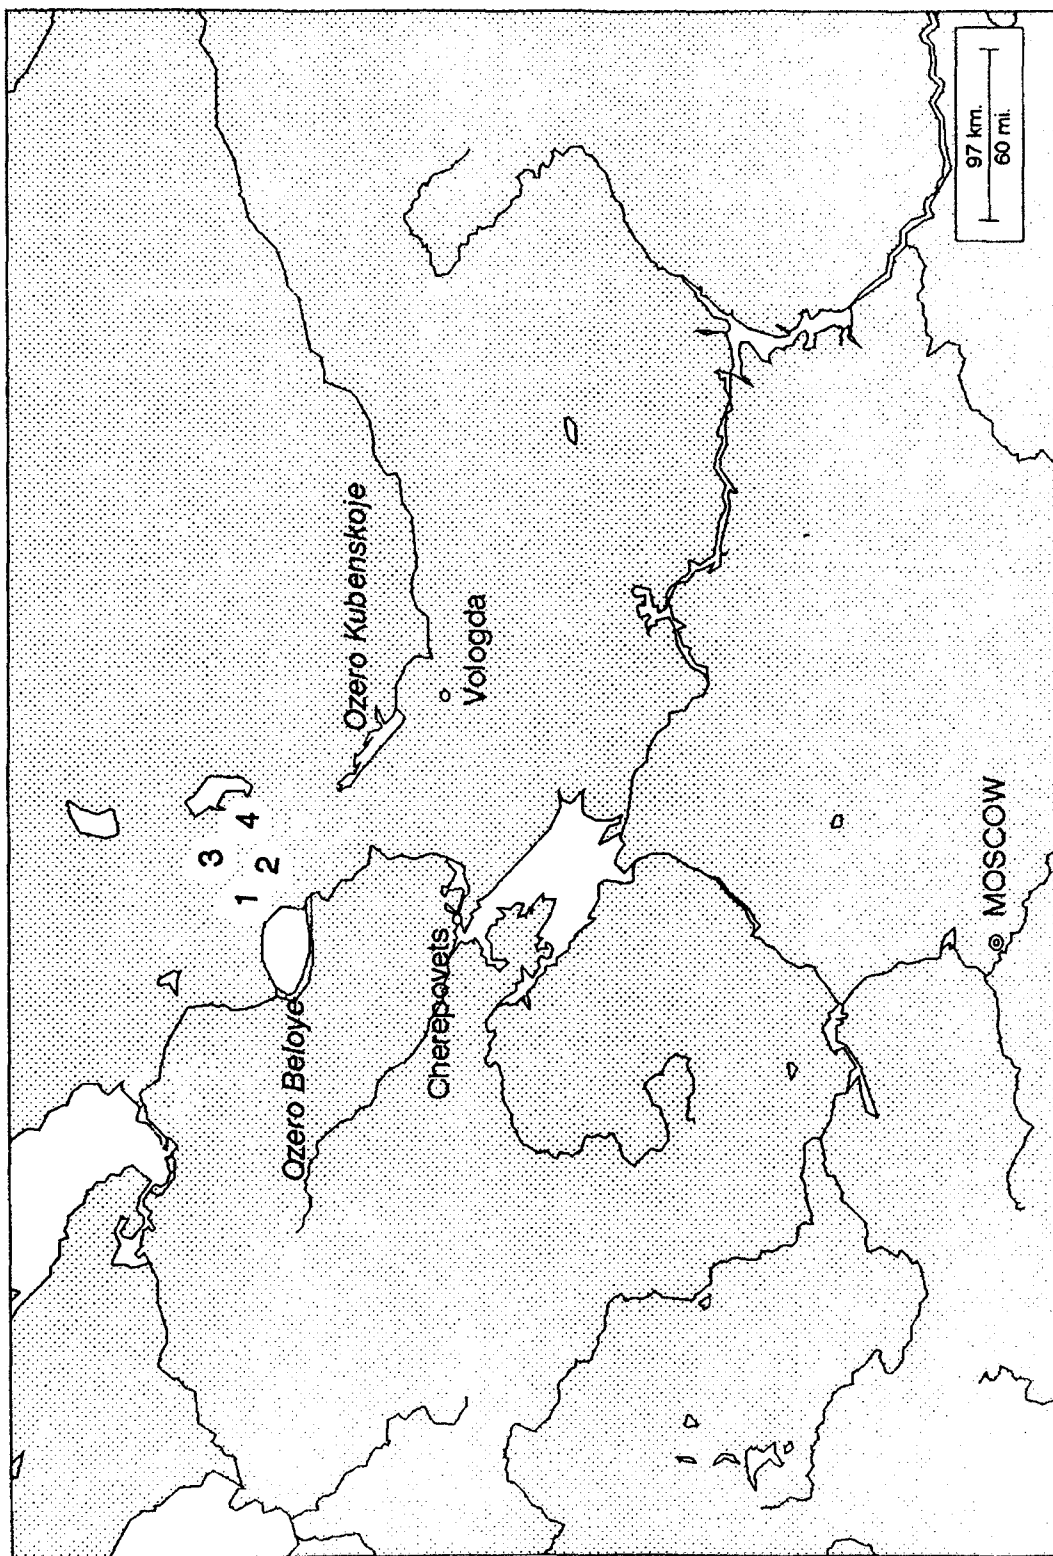 3
1
4
2
Ozero Beloye
Ozero Kubenskoje
Cherepovets
Vologda
MOSCOW
97 km.
60 mi.